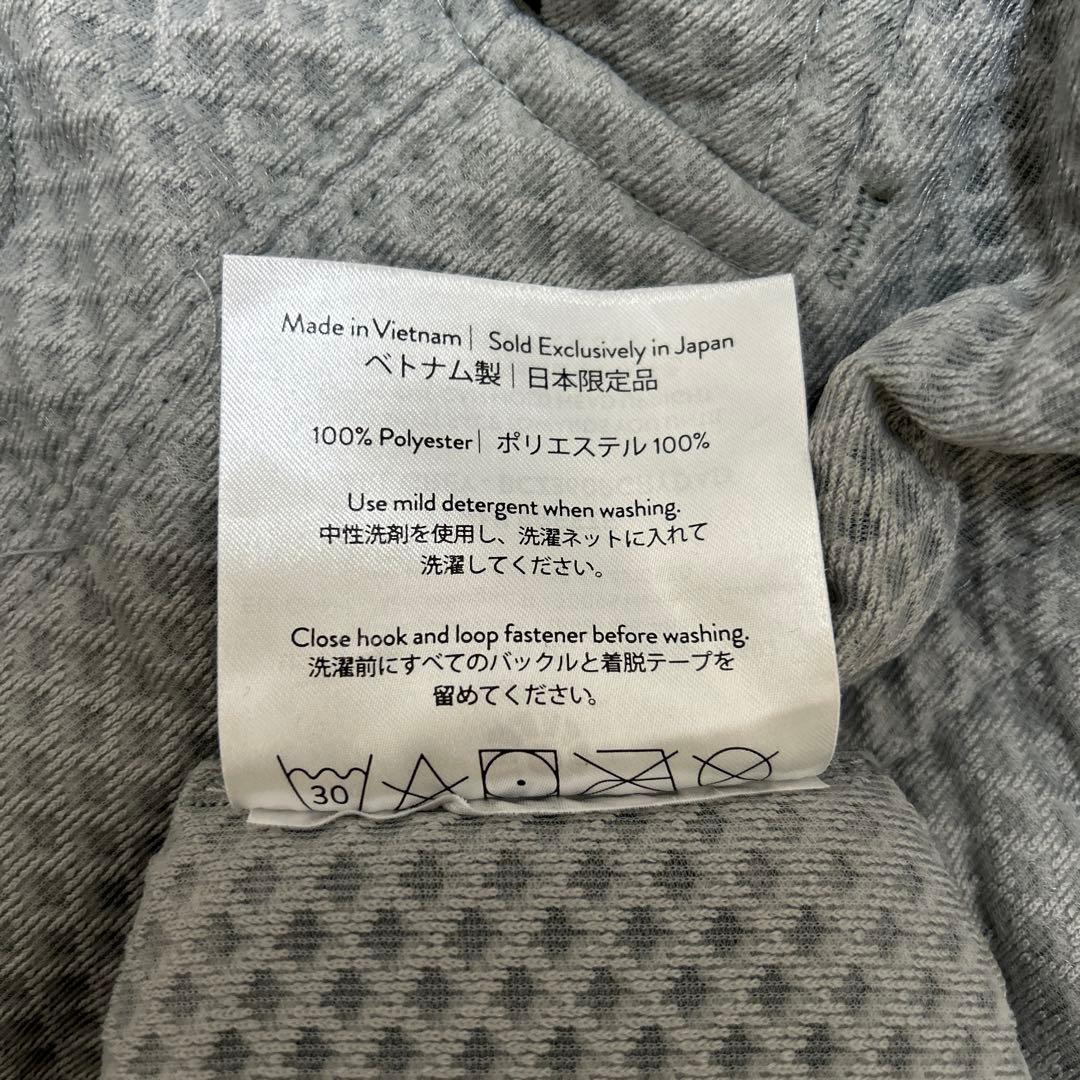 Made in Vietnam | Sold Exclusively in Japan
ベトナム製 | 日本限定品
100% Polyester | ポリエステル 100%
Use mild detergent when washing.
中性洗剤を使用し、洗濯ネットに入れて
洗濯してください。
Close hook and loop fastener before washing.
洗濯前にすべてのバックルと着脱テープを
留めてください。
30